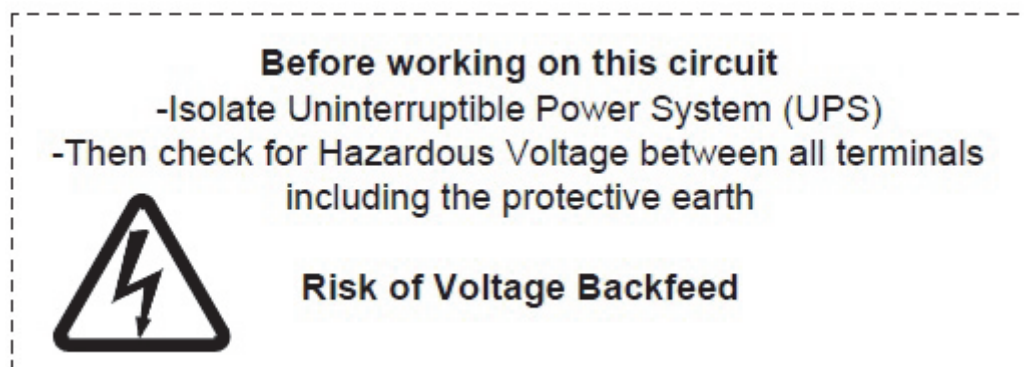 Before working on this circuit
-Isolate Uninterruptible Power System (UPS)
-Then check for Hazardous Voltage between all terminals
including the protective earth
Risk of Voltage Backfeed